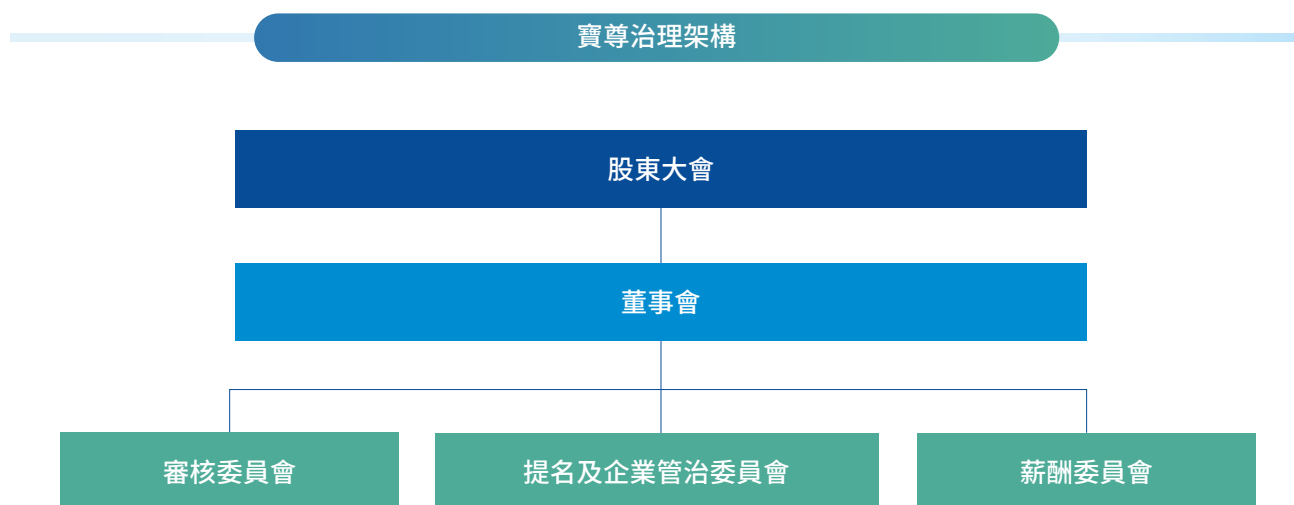 寶尊治理架構
股東大會
董事會
審核委員會
提名及企業管治委員會
薪酬委員會